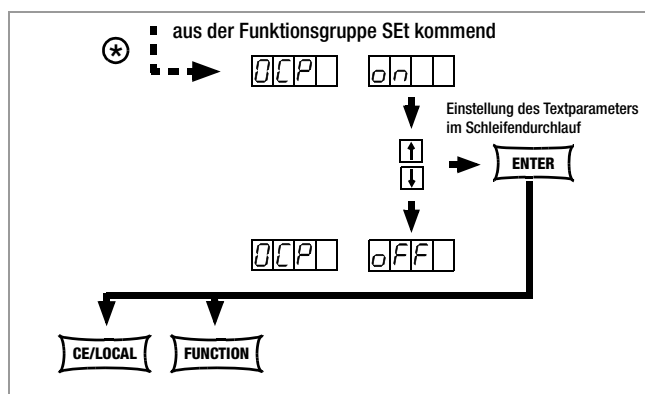 aus der Funktionsgruppe SEt kommend
OCP on
Einstellung des Textparameters
im Schleifendurchlauf
ENTER
OCP oFF
CE/LOCAL FUNCTION